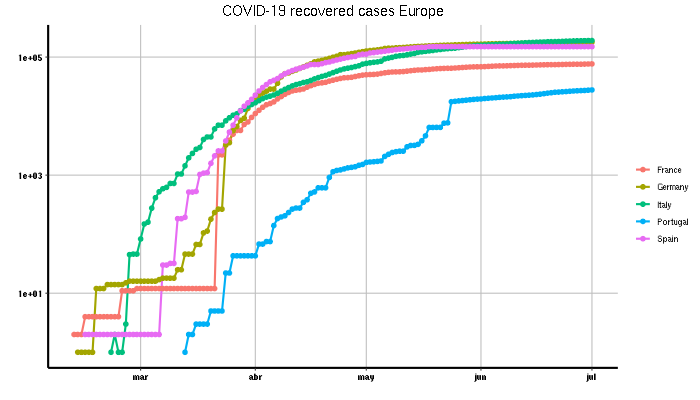 COVID-19 recovered cases Europe
1e+05
1e+03
1e+01
mar
abr
may
jun
jul
France
Germany
Italy
Portugal
Spain